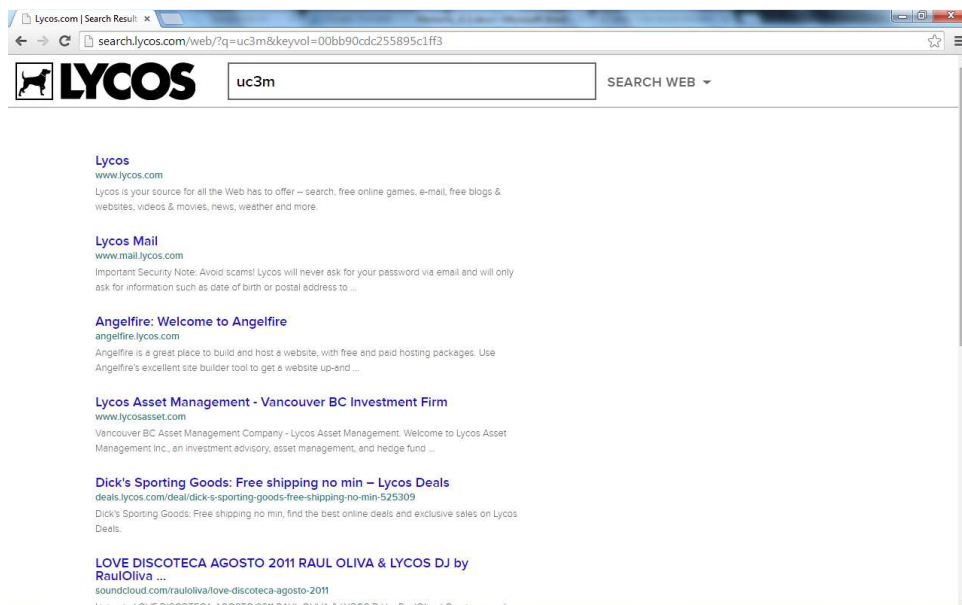 Lycos.com | Search Result
search.lycos.com/web/?q=uc3m&keyvol=00bb90cdc255895c1ff3
LYCOS uc3m SEARCH WEB
Lycos
www.lycos.com
Lycos is your source for all the Web has to offer – search, free online games, e-mail, free blogs &
websites, videos & movies, news, weather and more.
Lycos Mail
www.mail.lycos.com
Important Security Note: Avoid scams! Lycos will never ask for your password via email and will only
ask for information such as date of birth or postal address to ...
Angelfire: Welcome to Angelfire
angelfire.lycos.com
Angelfire is a great place to build and host a website, with free and paid hosting packages. Use
Angelfire's excellent site builder tool to get a website up-and ...
Lycos Asset Management - Vancouver BC Investment Firm
www.lycosasset.com
Vancouver BC Asset Management Company - Lycos Asset Management. Welcome to Lycos Asset
Management Inc., an investment advisory, asset management, and hedge fund ...
Dick's Sporting Goods: Free shipping no min – Lycos Deals
deals.lycos.com/deal/dick-s-sporting-goods-free-shipping-no-min-525309
Dick's Sporting Goods: Free shipping no min, find the best online deals and exclusive sales on Lycos
Deals.
LOVE DISCOTECA AGOSTO 2011 RAUL OLIVA & LYCOS DJ by
RaulOliva ...
soundcloud.com/rauloliva/love-discoteca-agosto-2011